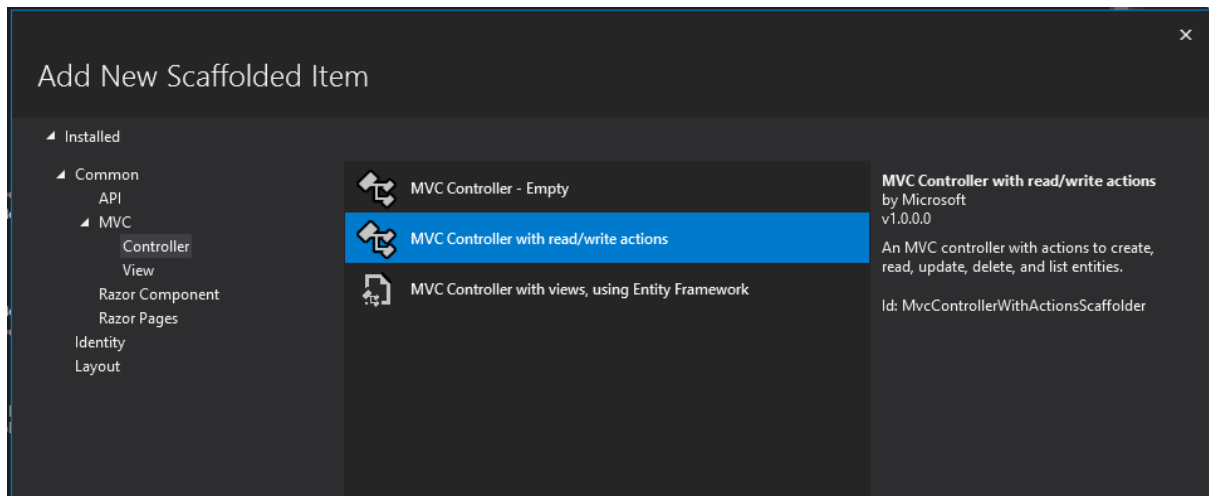 Add New Scaffolded Item
Installed
Common
API
MVC
Controller
View
Razor Component
Razor Pages
Identity
Layout
MVC Controller - Empty
MVC Controller with read/write actions
MVC Controller with views, using Entity Framework
MVC Controller with read/write actions
by Microsoft
v1.0.0.0
An MVC controller with actions to create,
read, update, delete, and list entities.
Id: MvcControllerWithActionsScaffolder